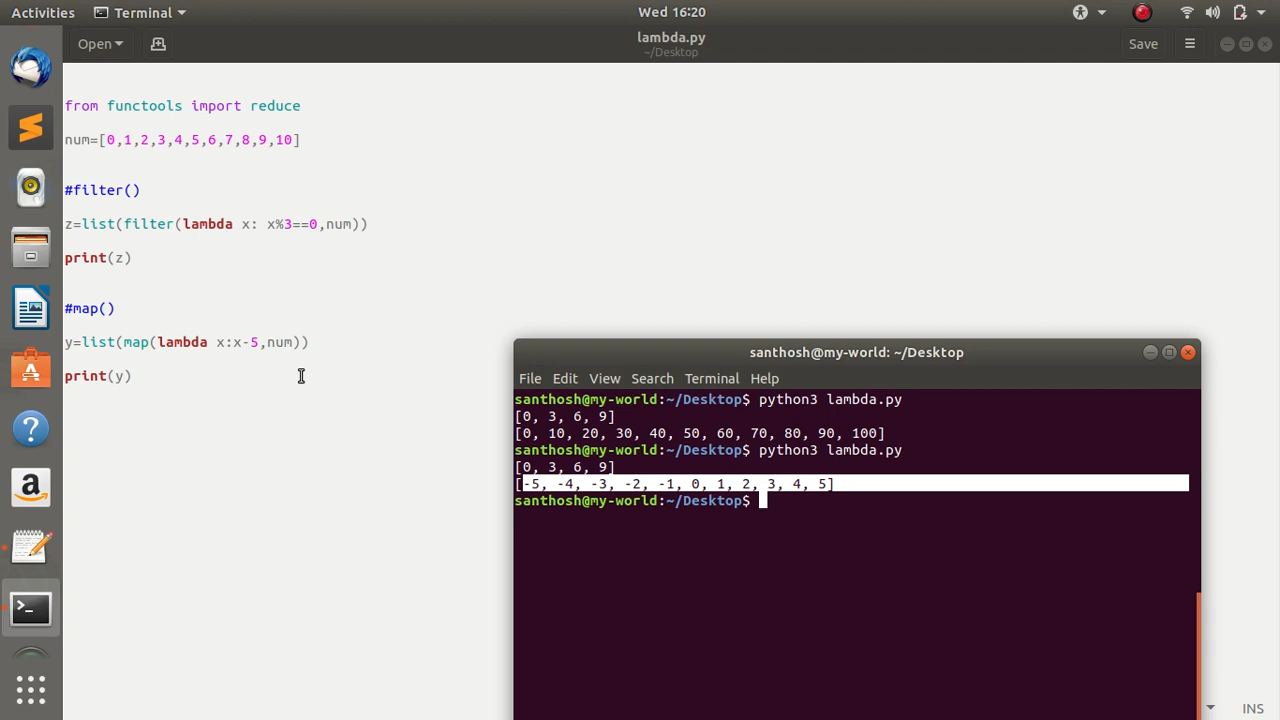 Activities
Terminal
Wed 16:20
Open
lambda.py
~/Desktop
Save
from functools import reduce
num=[0,1,2,3,4,5,6,7,8,9,10]
#filter()
z=list(filter(lambda x: x%3==0,num))
print(z)
#map()
y=list(map(lambda x:x-5,num))
print(y)
santhosh@my-world: ~/Desktop
File Edit View Search Terminal Help
santhosh@my-world:~/Desktop$ python3 lambda.py
[0, 3, 6, 9]
[0, 10, 20, 30, 40, 50, 60, 70, 80, 90, 100]
santhosh@my-world:~/Desktop$ python3 lambda.py
[0, 3, 6, 9]
[-5, -4, -3, -2, -1, 0, 1, 2, 3, 4, 5]
santhosh@my-world:~/Desktop$
INS